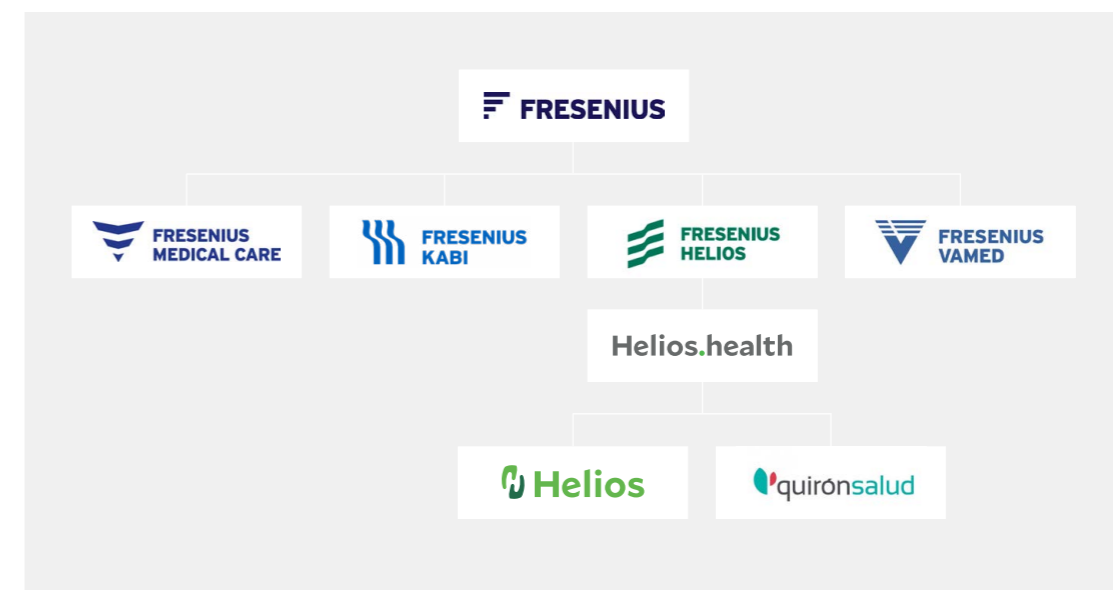 FRESENIUS
FRESENIUS
MEDICAL CARE
FRESENIUS
KABI
FRESENIUS
HELIOS
FRESENIUS
VAMED
Helios.health
Helios
quirónsalud